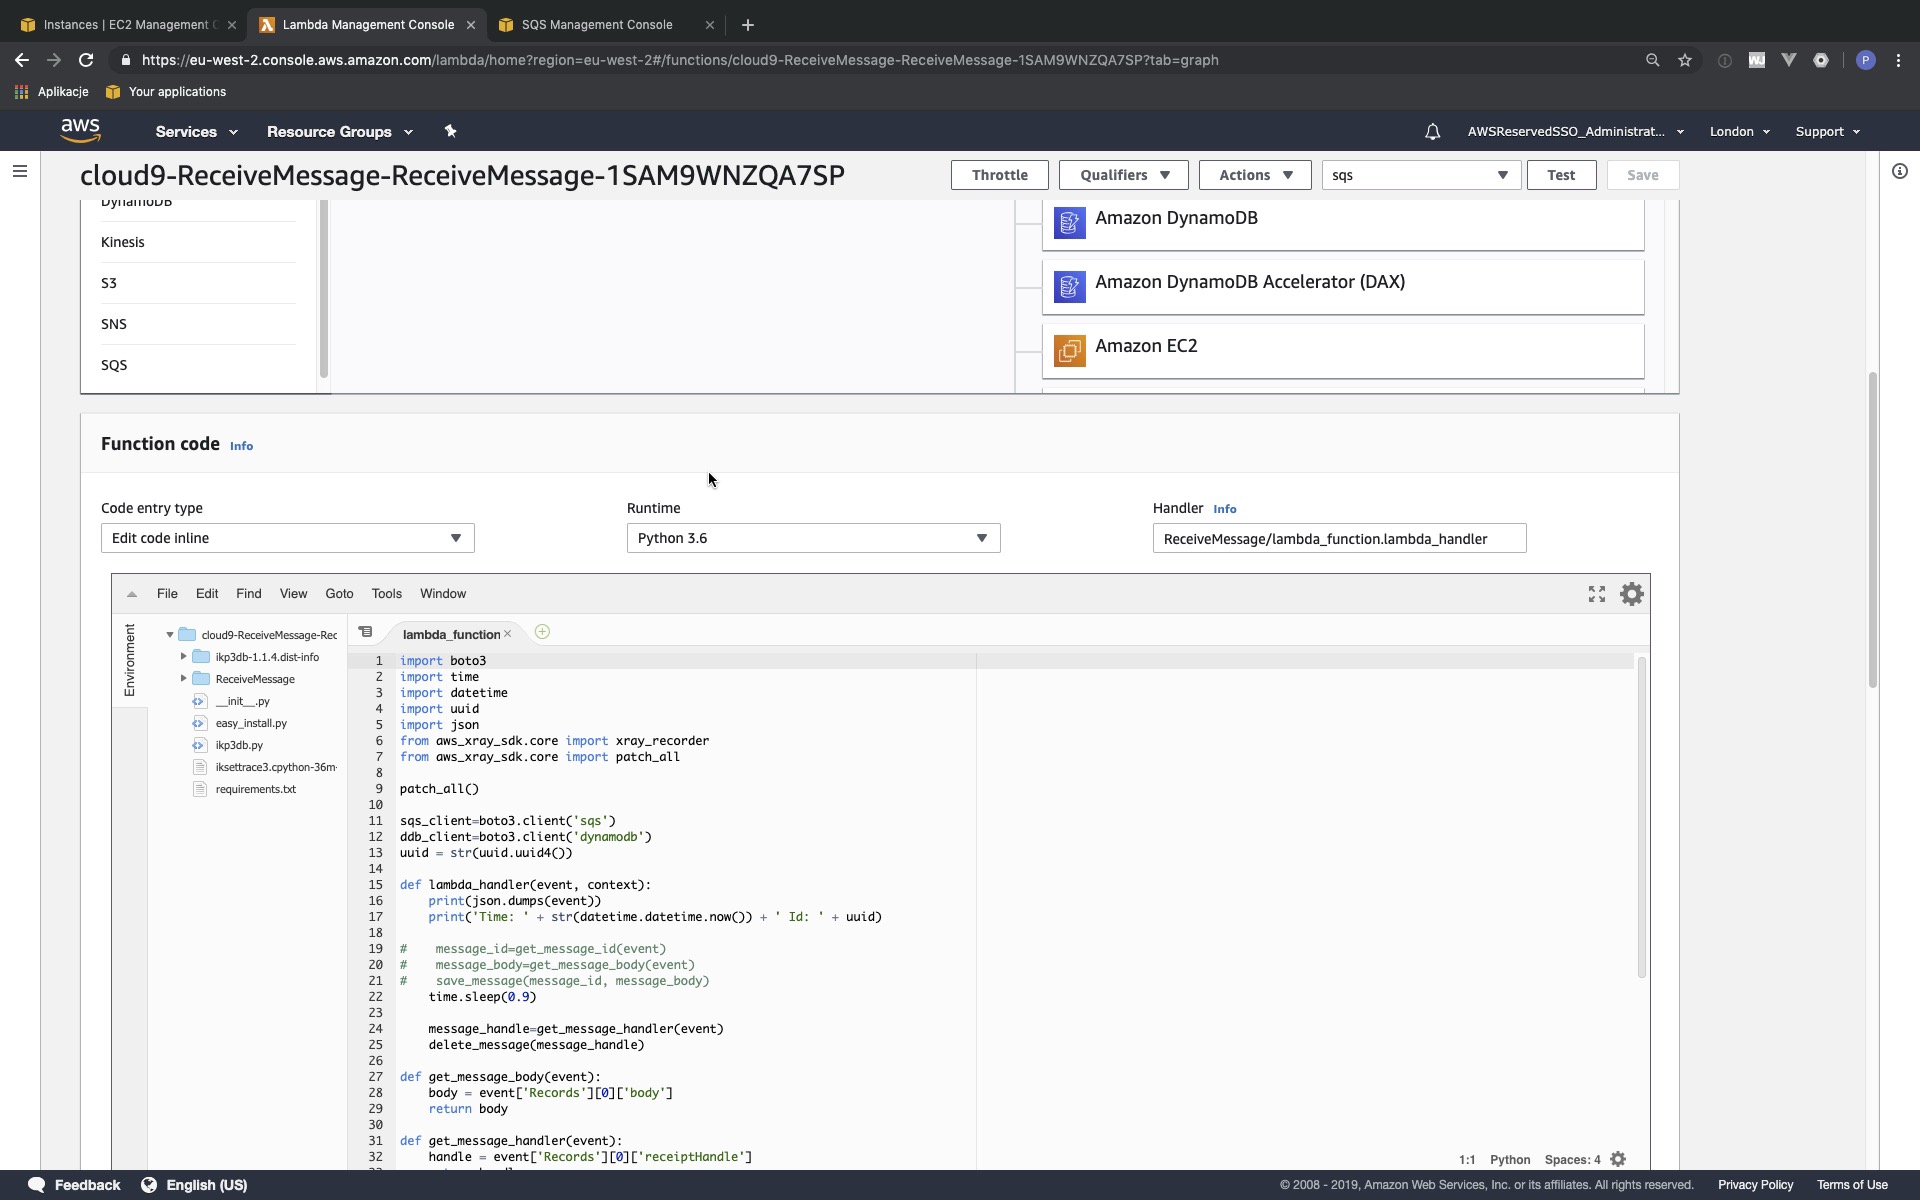 Instances | EC2 Management C
Lambda Management Console
SQS Management Console
https://eu-west-2.console.aws.amazon.com/lambda/home?region=eu-west-2#/functions/cloud9-ReceiveMessage-ReceiveMessage-1SAM9WNZQA7SP?tab=graph
WJ
P
Aplikacje
Your applications
aws
Services
Resource Groups
AWSReservedSSO_Administrat...
London
Support
cloud9-ReceiveMessage-ReceiveMessage-1SAM9WNZQA7SP
Throttle
Qualifiers
Actions
sqs
Test
Save
DynamoDB
Kinesis
S3
SNS
SQS
Amazon DynamoDB
Amazon DynamoDB Accelerator (DAX)
Amazon EC2
Function code Info
Code entry type
Edit code inline
Runtime
Python 3.6
Handler Info
ReceiveMessage/lambda_function.lambda_handler
File Edit Find View Goto Tools Window
Environment
cloud9-ReceiveMessage-Rec
ikp3db-1.1.4.dist-info
ReceiveMessage
__init__.py
easy_install.py
ikp3db.py
iksettrace3.cpython-36m-
requirements.txt
lambda_function
1 import boto3
2 import time
3 import datetime
4 import uuid
5 import json
6 from aws_xray_sdk.core import xray_recorder
7 from aws_xray_sdk.core import patch_all
8
9 patch_all()
10
11 sqs_client=boto3.client('sqs')
12 ddb_client=boto3.client('dynamodb')
13 uuid = str(uuid.uuid4())
14
15 def lambda_handler(event, context):
16     print(json.dumps(event))
17     print('Time: ' + str(datetime.datetime.now()) + ' Id: ' + uuid)
18
19 #    message_id=get_message_id(event)
20 #    message_body=get_message_body(event)
21 #    save_message(message_id, message_body)
22     time.sleep(0.9)
23
24     message_handle=get_message_handler(event)
25     delete_message(message_handle)
26
27 def get_message_body(event):
28     body = event['Records'][0]['body']
29     return body
30
31 def get_message_handler(event):
32     handle = event['Records'][0]['receiptHandle']
1:1 Python Spaces: 4
Feedback
English (US)
© 2008 - 2019, Amazon Web Services, Inc. or its affiliates. All rights reserved.
Privacy Policy
Terms of Use